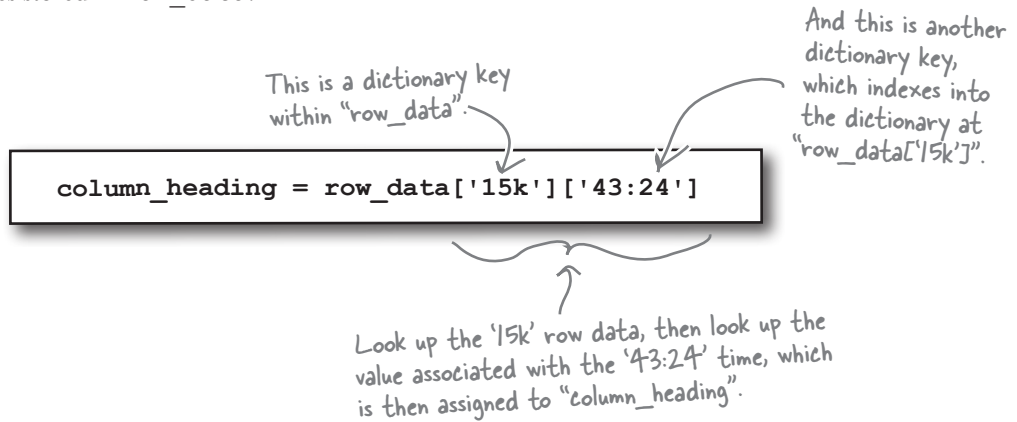 This is a dictionary key
within "row_data".
And this is another
dictionary key,
which indexes into
the dictionary at
"row_data['15k']".
column_heading = row_data['15k']['43:24']
Look up the '15k' row data, then look up the
value associated with the '43:24' time, which
is then assigned to "column_heading".